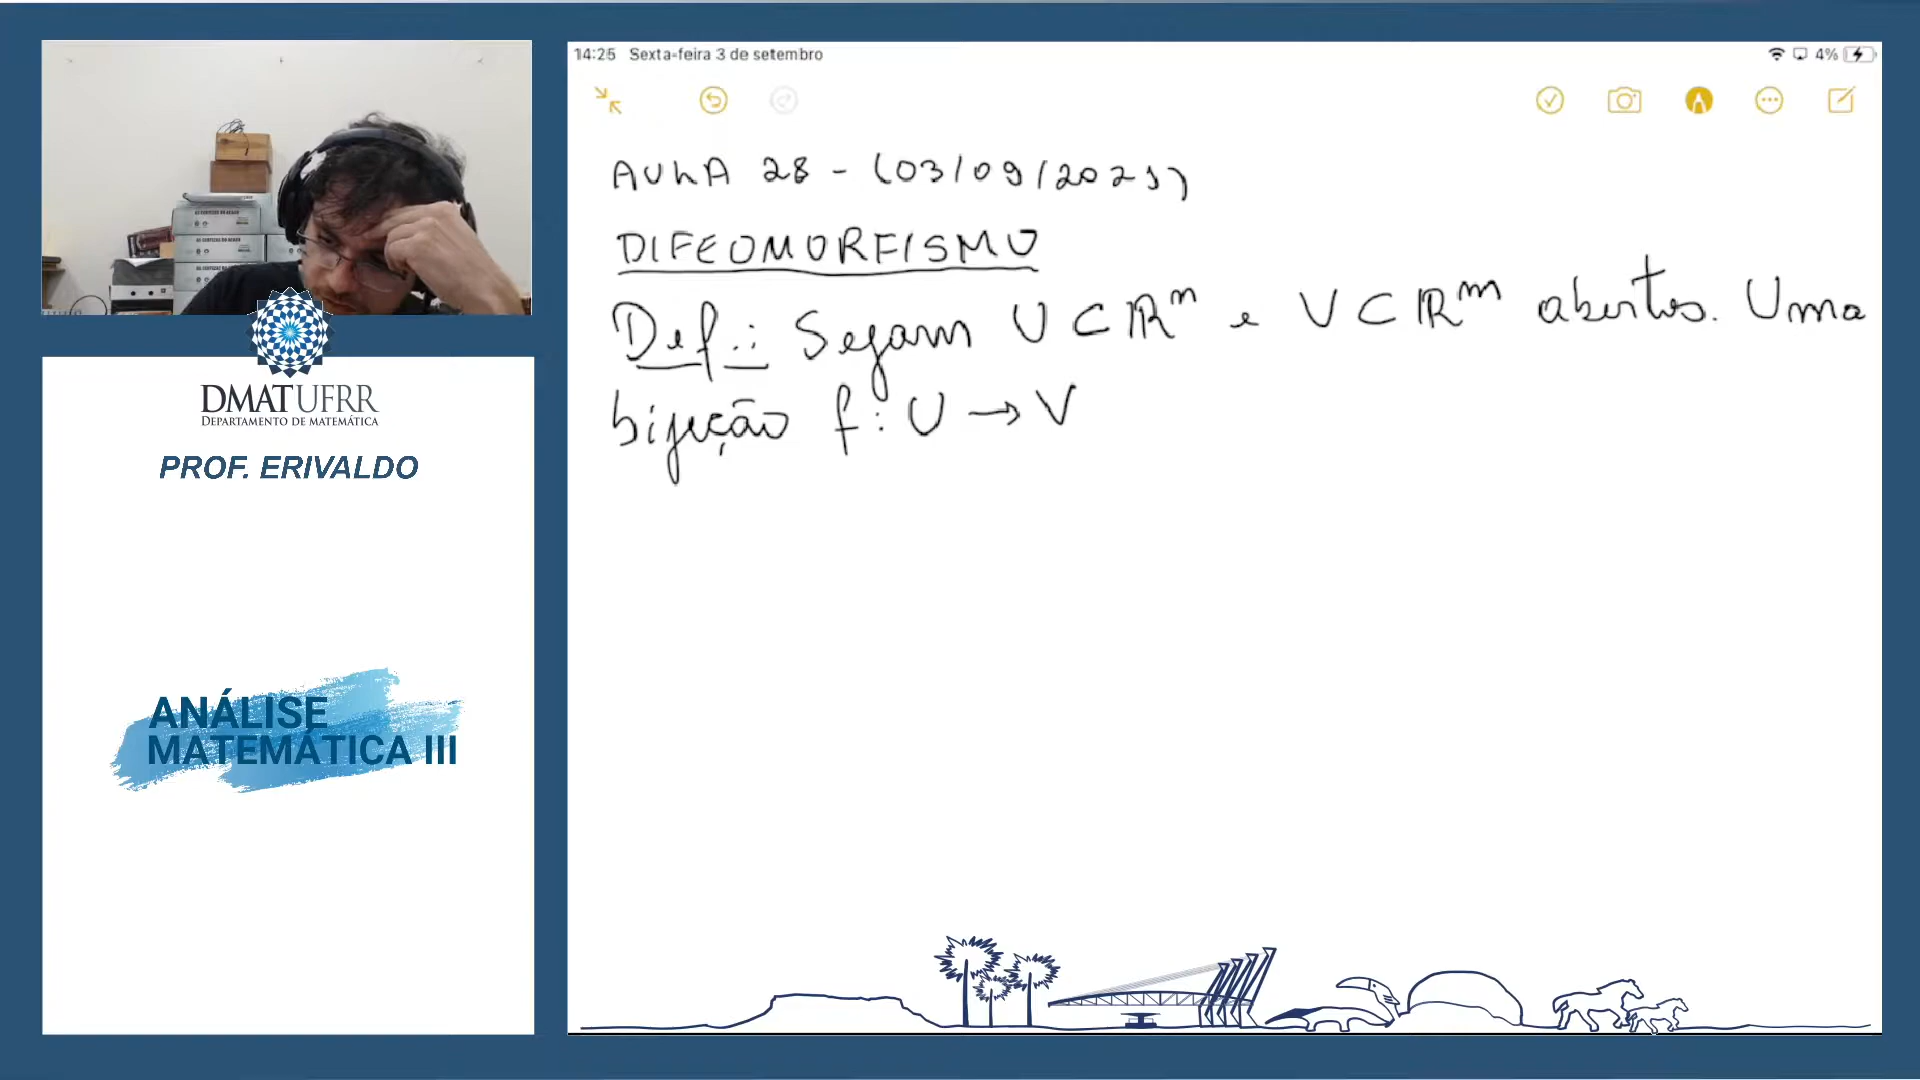 14:25 Sexta-feira 3 de setembro
4%
AULA 28 - (03/09/2021)
DIFEOMORFISMO
Def.: Sejam U ⊂ ℝⁿ e V ⊂ ℝᵐ abertos. Uma
bijeção f: U → V
DMATUFRR
DEPARTAMENTO DE MATEMÁTICA
PROF. ERIVALDO
ANÁLISE
MATEMÁTICA III